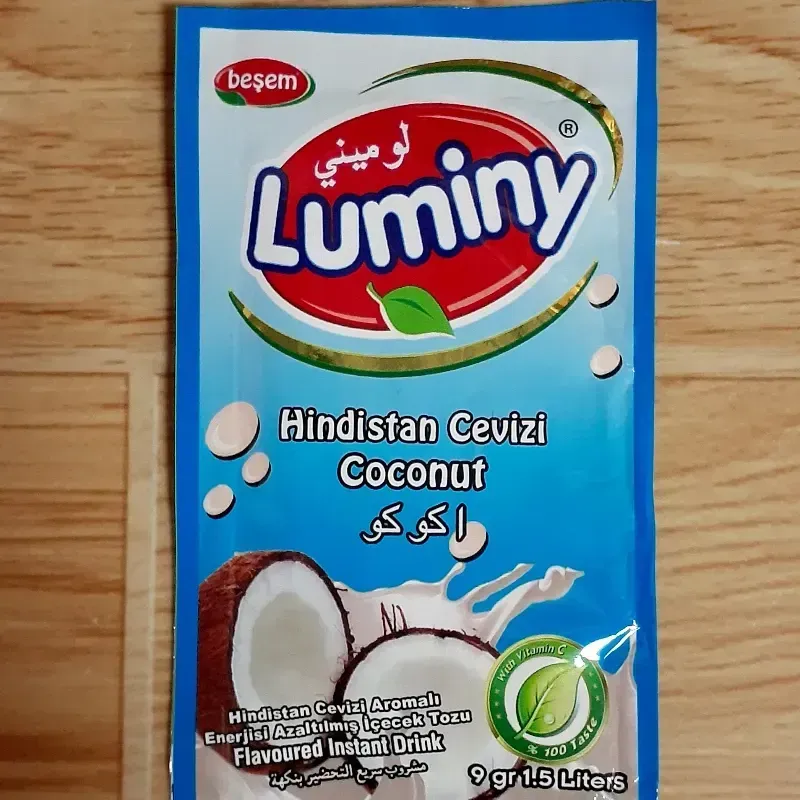 beşem
لوميني
®
Luminy
Hindistan Cevizi
Coconut
اكوكو
With Vitamin C
% 100 Taste
Hindistan Cevizi Aromalı
Enerjisi Azaltılmış İçecek Tozu
Flavoured Instant Drink
مشروب سريع التحضير بنكهة
9 gr 1.5 Liters